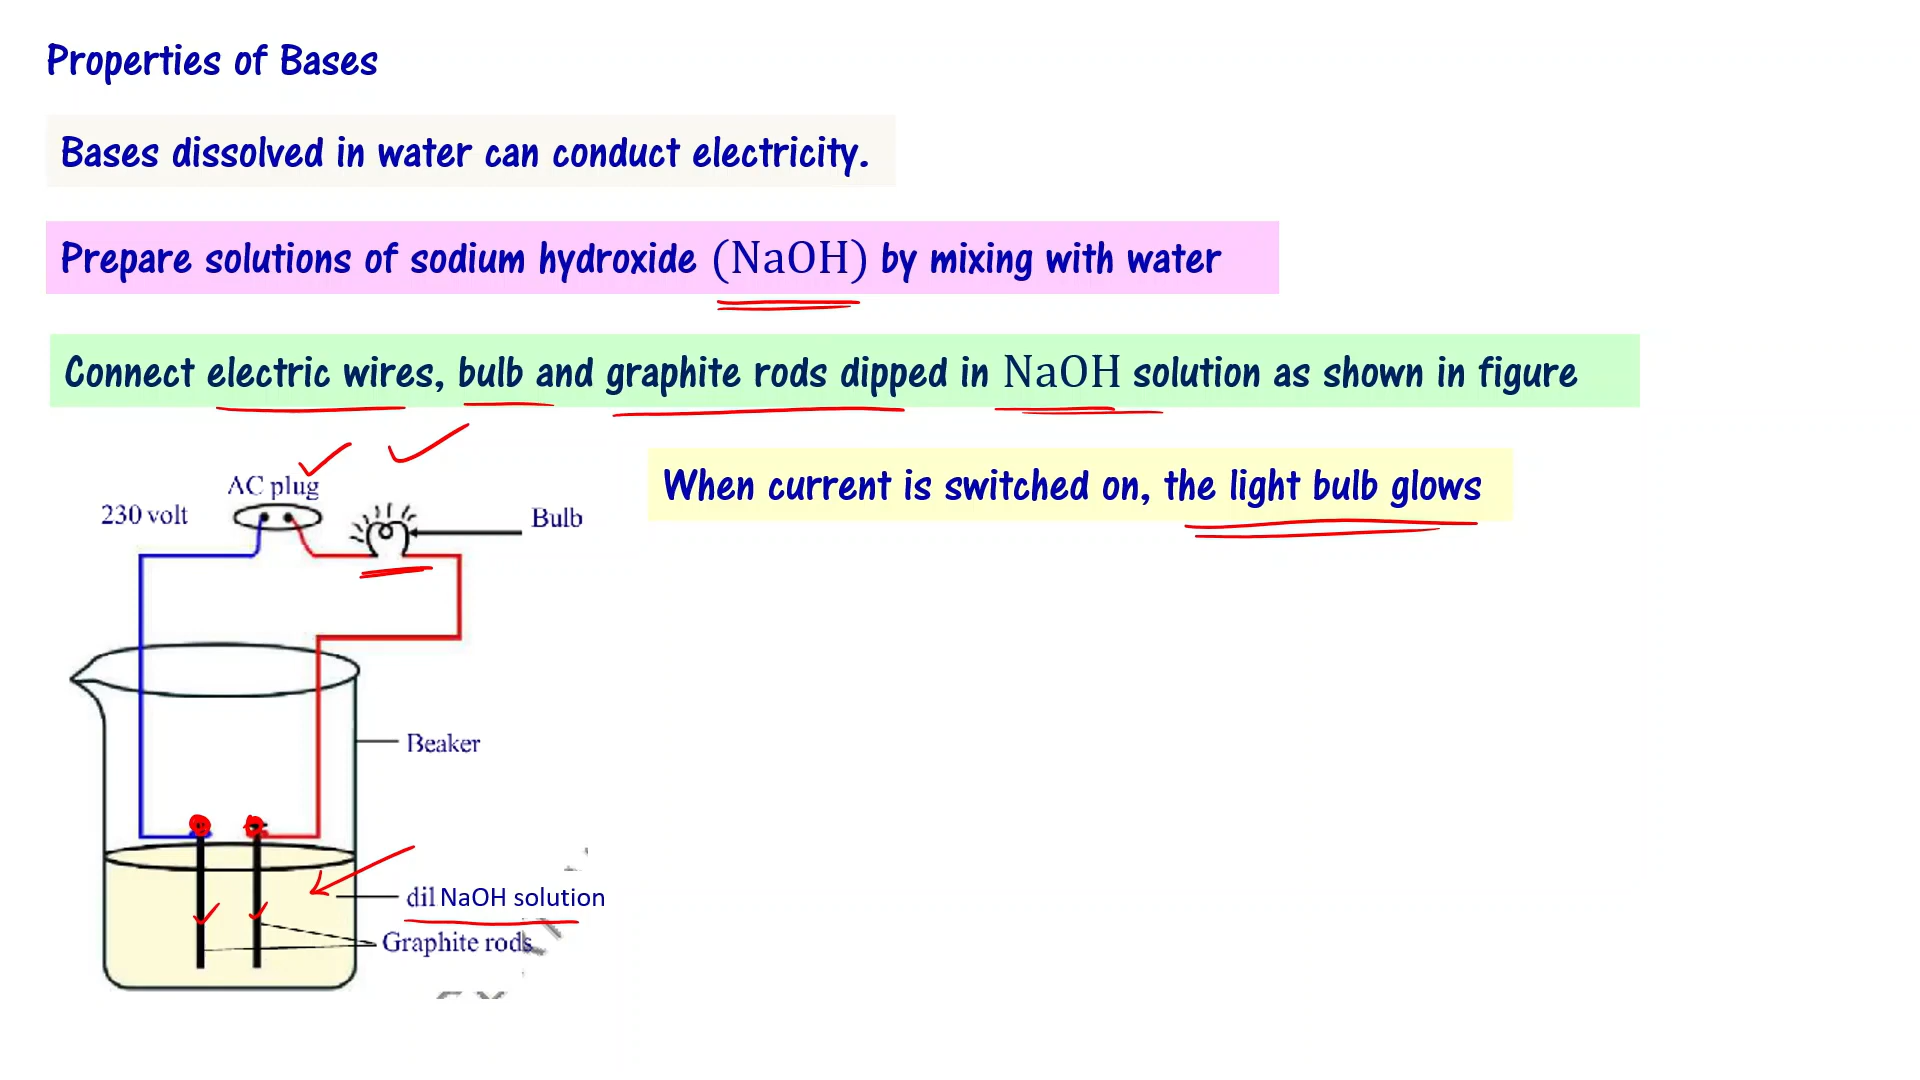 Properties of Bases
Bases dissolved in water can conduct electricity.
Prepare solutions of sodium hydroxide (NaOH) by mixing with water
Connect electric wires, bulb and graphite rods dipped in NaOH solution as shown in figure
When current is switched on, the light bulb glows
AC plug
230 volt
Bulb
Beaker
dil NaOH solution
Graphite rods